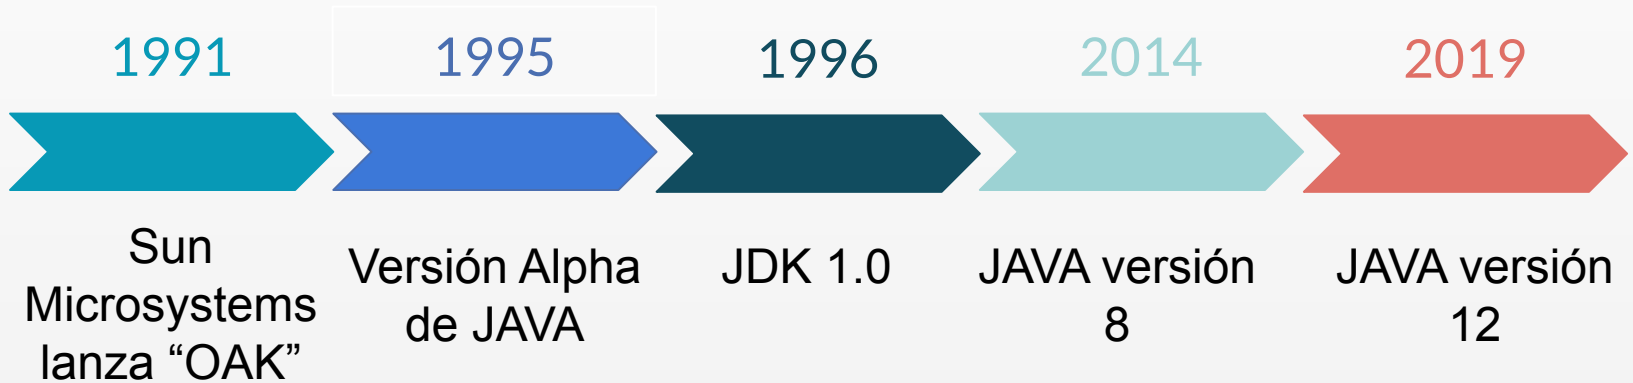 1991
1995
1996
2014
2019
Sun
Microsystems
lanza “OAK”
Versión Alpha
de JAVA
JDK 1.0
JAVA versión
8
JAVA versión
12